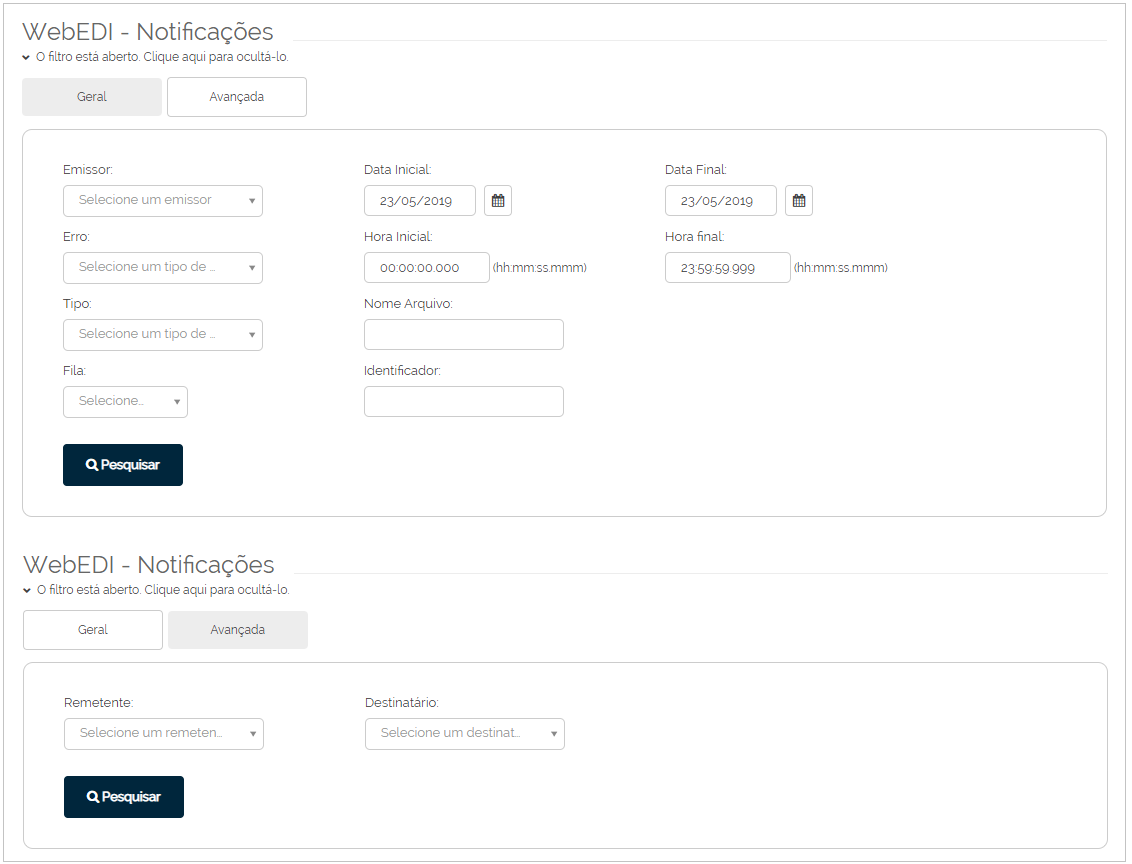 WebEDI - Notificações
O filtro está aberto. Clique aqui para ocultá-lo.
Geral Avançada
Emissor: Data Inicial: Data Final:
Selecione um emissor 23/05/2019 23/05/2019
Erro: Hora Inicial: Hora final:
Selecione um tipo de ... 00:00:00.000 (hh:mm:ss.mmm) 23:59:59.999 (hh:mm:ss.mmm)
Tipo: Nome Arquivo:
Selecione um tipo de ...
Fila: Identificador:
Selecione...
Pesquisar
WebEDI - Notificações
O filtro está aberto. Clique aqui para ocultá-lo.
Geral Avançada
Remetente: Destinatário:
Selecione um remeten... Selecione um destinat...
Pesquisar